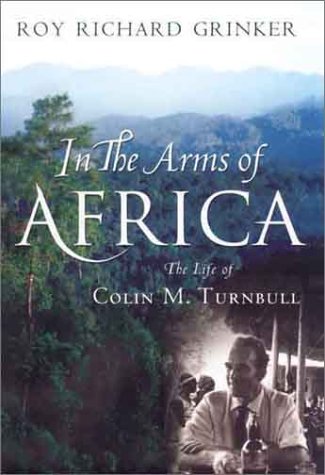 ROY RICHARD GRINKER
In The Arms of
AFRICA
The Life of
COLIN M. TURNBULL